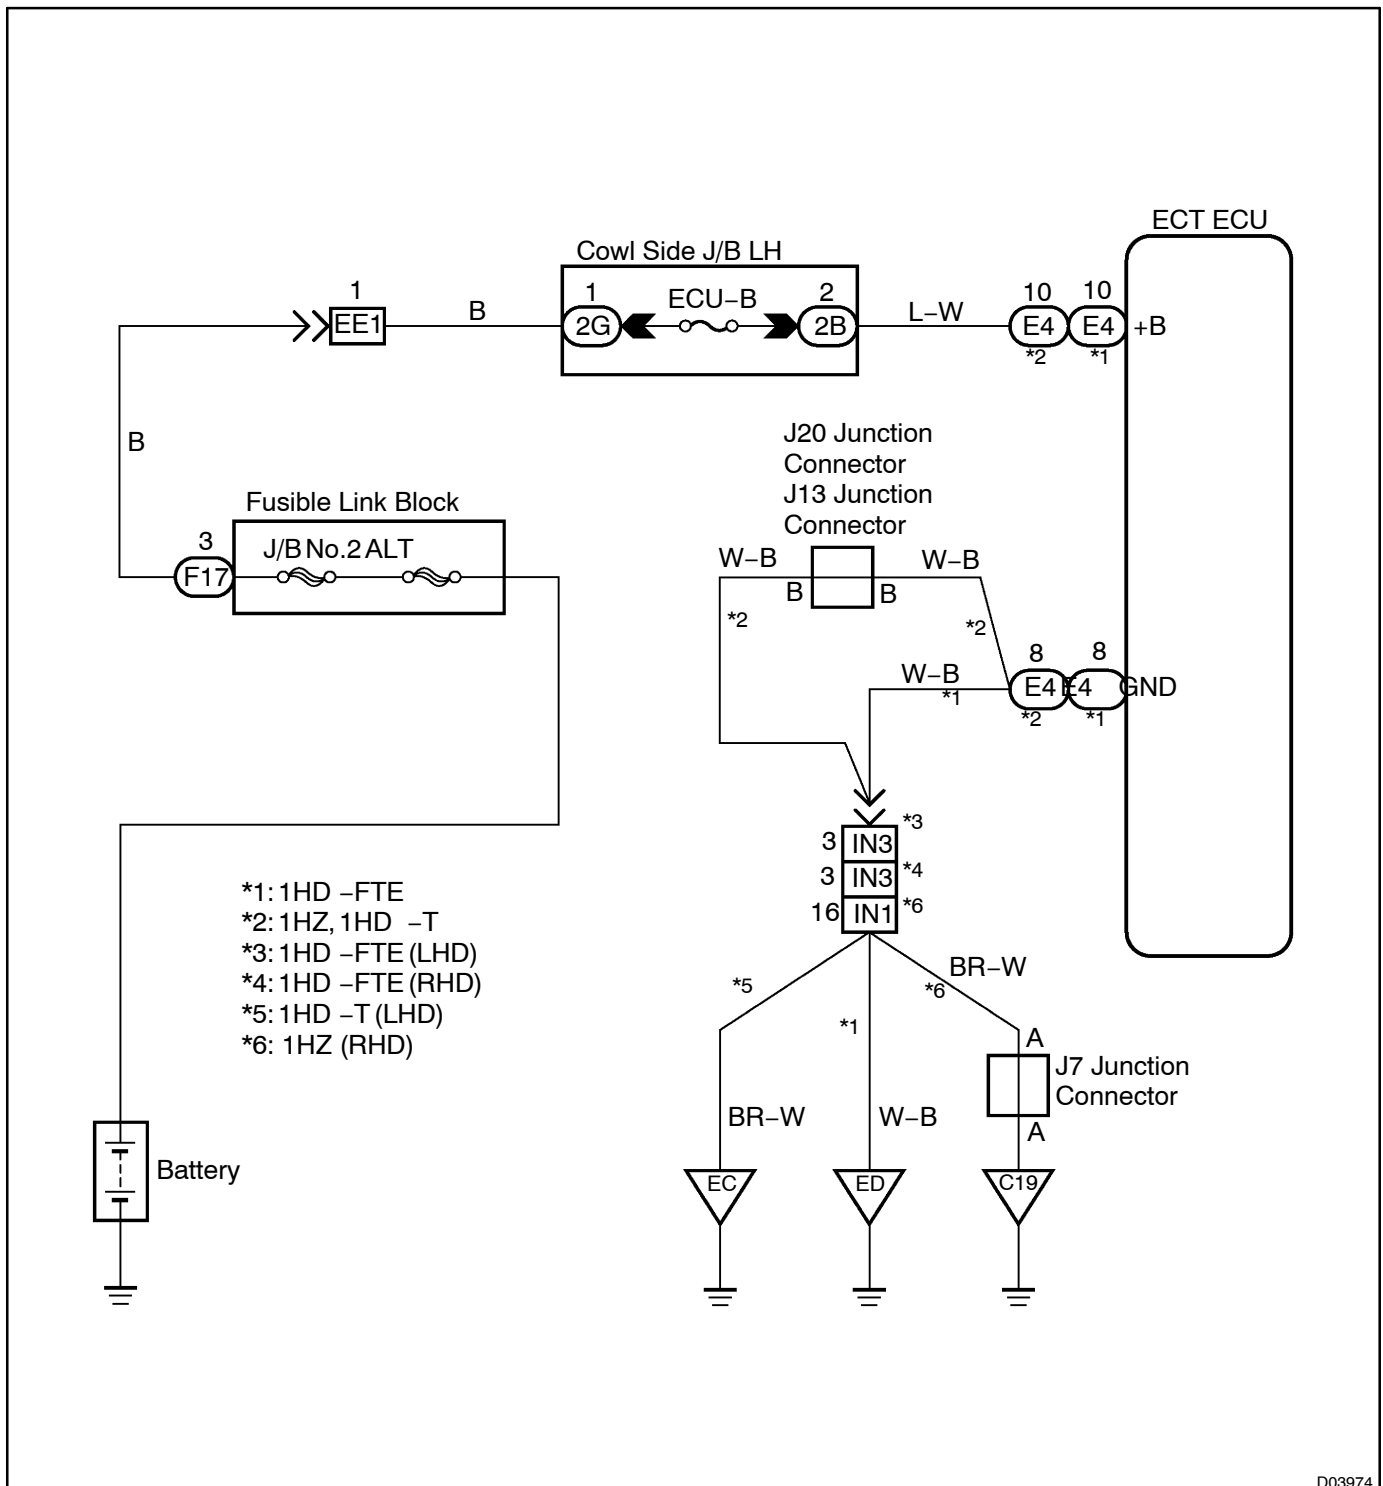 ECT ECU
Cowl Side J/B LH
1
EE1
B
1
2G
ECU–B
2
2B
L–W
10
E4
*2
10
E4
*1
+B
B
J20 Junction
Connector
J13 Junction
Connector
Fusible Link Block
3
F17
J/B No.2 ALT
W–B
B
B
W–B
*2
*2
W–B
*1
8
E4
*2
8
E4
*1
GND
3 IN3 *3
3 IN3 *4
16 IN1 *6
*1: 1HD –FTE
*2: 1HZ, 1HD –T
*3: 1HD –FTE (LHD)
*4: 1HD –FTE (RHD)
*5: 1HD –T (LHD)
*6: 1HZ (RHD)
*5
*1
BR–W
*6
A
J7 Junction
Connector
A
BR–W
W–B
Battery
EC
ED
C19
D03974